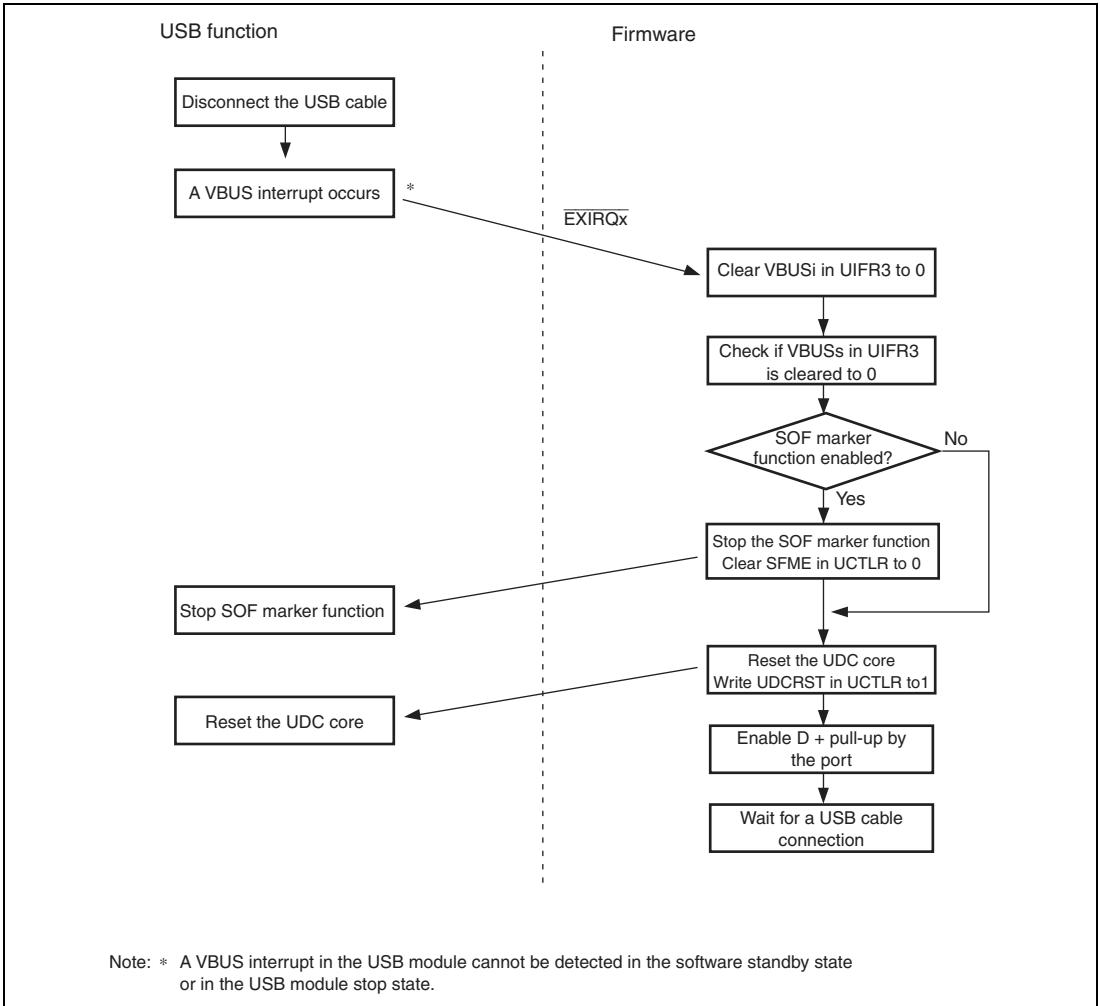 USB function
Firmware
Disconnect the USB cable
A VBUS interrupt occurs
*
EXIRQx
Clear VBUSi in UIFR3 to 0
Check if VBUSs in UIFR3
is cleared to 0
SOF marker
function enabled?
No
Yes
Stop the SOF marker function
Clear SFME in UCTLR to 0
Stop SOF marker function
Reset the UDC core
Write UDCRST in UCTLR to1
Reset the UDC core
Enable D + pull-up by
the port
Wait for a USB cable
connection
Note: * A VBUS interrupt in the USB module cannot be detected in the software standby state
or in the USB module stop state.